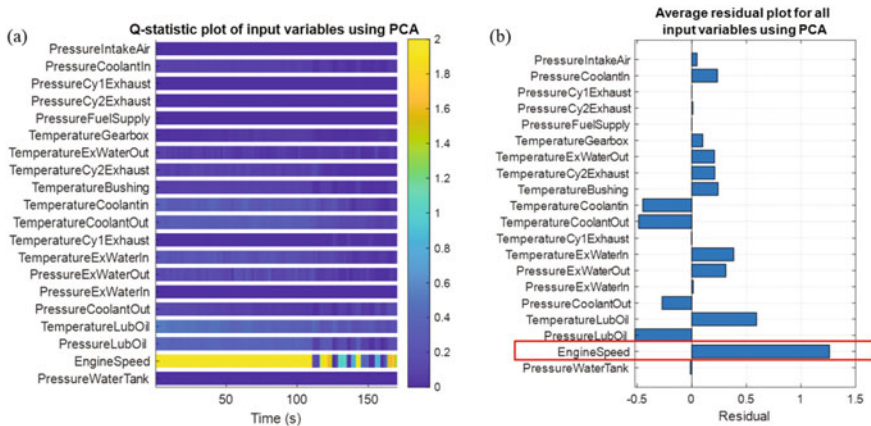 (a)
Q-statistic plot of input variables using PCA
PressureIntakeAir
PressureCoolantIn
PressureCy1Exhaust
PressureCy2Exhaust
PressureFuelSupply
TemperatureGearbox
TemperatureExWaterOut
TemperatureCy2Exhaust
TemperatureBushing
TemperatureCoolantin
TemperatureCoolantOut
TemperatureCy1Exhaust
TemperatureExWaterIn
PressureExWaterOut
PressureExWaterIn
PressureCoolantOut
TemperatureLubOil
PressureLubOil
EngineSpeed
PressureWaterTank
50 100 150
Time (s)
2
1.8
1.6
1.4
1.2
1
0.8
0.6
0.4
0.2
0
(b)
Average residual plot for all
input variables using PCA
PressureIntakeAir
PressureCoolantIn
PressureCy1Exhaust
PressureCy2Exhaust
PressureFuelSupply
TemperatureGearbox
TemperatureExWaterOut
TemperatureCy2Exhaust
TemperatureBushing
TemperatureCoolantin
TemperatureCoolantOut
TemperatureCy1Exhaust
TemperatureExWaterIn
PressureExWaterOut
PressureExWaterIn
PressureCoolantOut
TemperatureLubOil
PressureLubOil
EngineSpeed
PressureWaterTank
-0.5 0 0.5 1 1.5
Residual